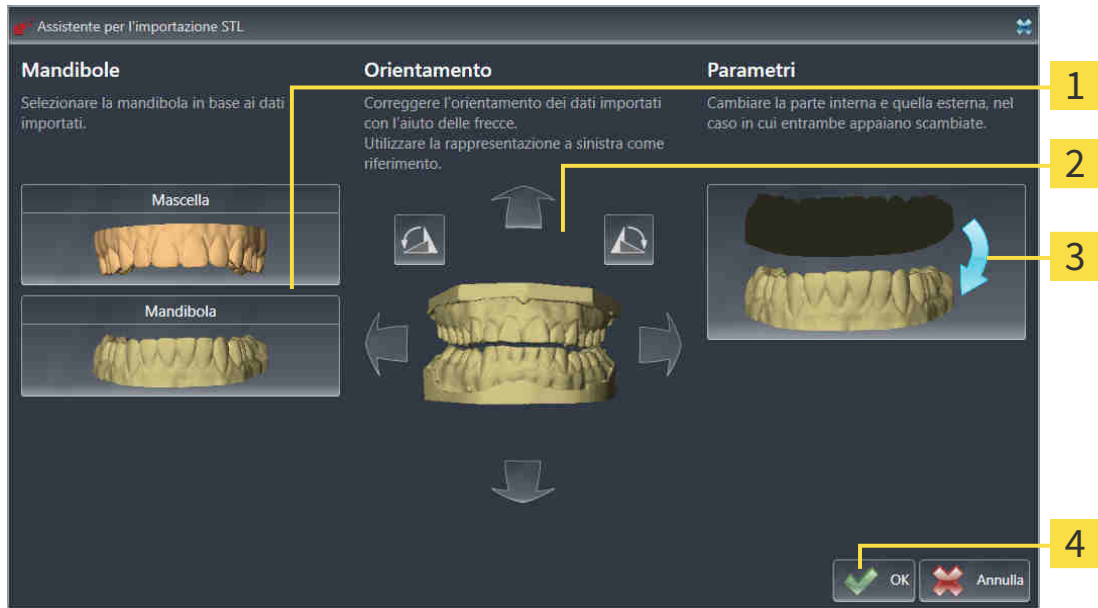 Assistente per l'importazione STL
Mandibole
Selezionare la mandibola in base ai dati
importati.
Mascella
Mandibola
Orientamento
Correggere l'orientamento dei dati importati
con l'aiuto delle frecce.
Utilizzare la rappresentazione a sinistra come
riferimento.
Parametri
Cambiare la parte interna e quella esterna, nel
caso in cui entrambe appaiano scambiate.
OK
Annulla
1
2
3
4